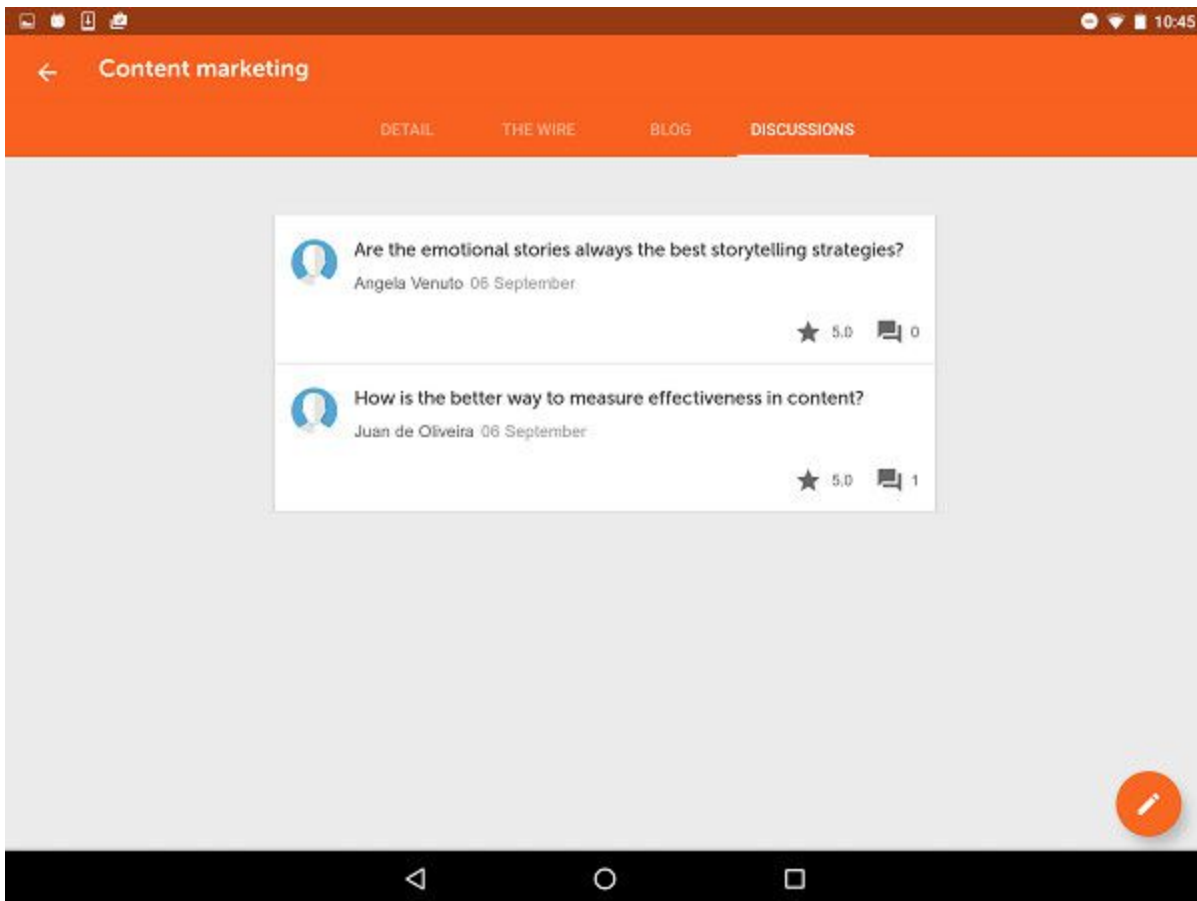 10:45
Content marketing
DETAIL THE WIRE BLOG DISCUSSIONS
Are the emotional stories always the best storytelling strategies?
Angela Venuto 06 September
5.0 0
How is the better way to measure effectiveness in content?
Juan de Oliveira 06 September
5.0 1